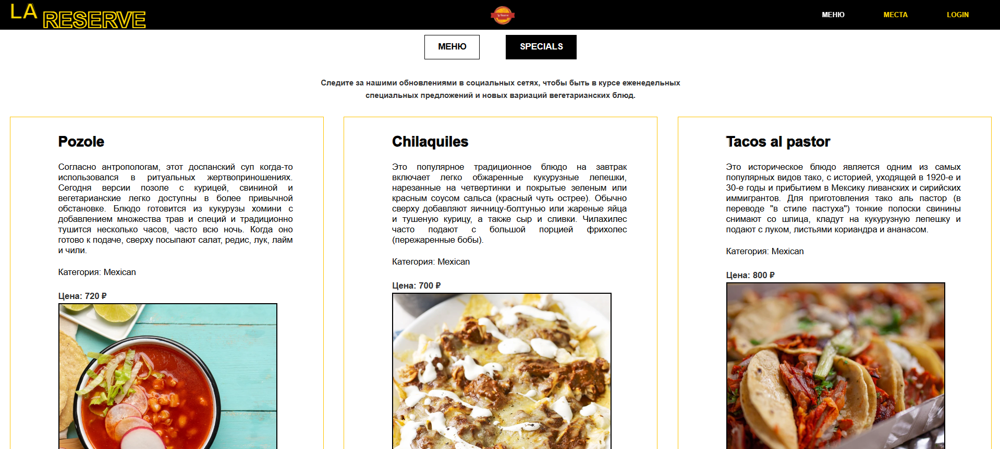 LA RESERVE
МЕНЮ
МЕСТА
LOGIN
МЕНЮ
SPECIALS
Следите за нашими обновлениями в социальных сетях, чтобы быть в курсе еженедельных
специальных предложений и новых вариаций вегетарианских блюд.
Pozole
Согласно антропологам, этот доспанский суп когда-то
использовался в ритуальных жертвоприношениях.
Сегодня версии позоле с курицей, свининой и
вегетарианские легко доступны в более привычной
обстановке. Блюдо готовится из кукурузы хомини с
добавлением множества трав и специй и традиционно
тушится несколько часов, часто всю ночь. Когда оно
готово к подаче, сверху посыпают салат, редис, лук, лайм
и чили.
Категория: Mexican
Цена: 720 ₽
Chilaquiles
Это популярное традиционное блюдо на завтрак
включает легко обжаренные кукурузные лепешки,
нарезанные на четвертинки и покрытые зеленым или
красным соусом сальса (красный чуть острее). Обычно
сверху добавляют яичницу-болтунью или жареные яйца
и тушеную курицу, а также сыр и сливки. Чилахилес
часто подают с большой порцией фрихолес
(пережаренные бобы).
Категория: Mexican
Цена: 700 ₽
Tacos al pastor
Это историческое блюдо является одним из самых
популярных видов тако, с историей, уходящей в 1920-е и
30-е годы и прибытием в Мексику ливанских и сирийских
иммигрантов. Для приготовления тако аль пастор (в
переводе "в стиле пастуха") тонкие полоски свинины
снимают со шпица, кладут на кукурузную лепешку и
подают с луком, листьями кориандра и ананасом.
Категория: Mexican
Цена: 800 ₽